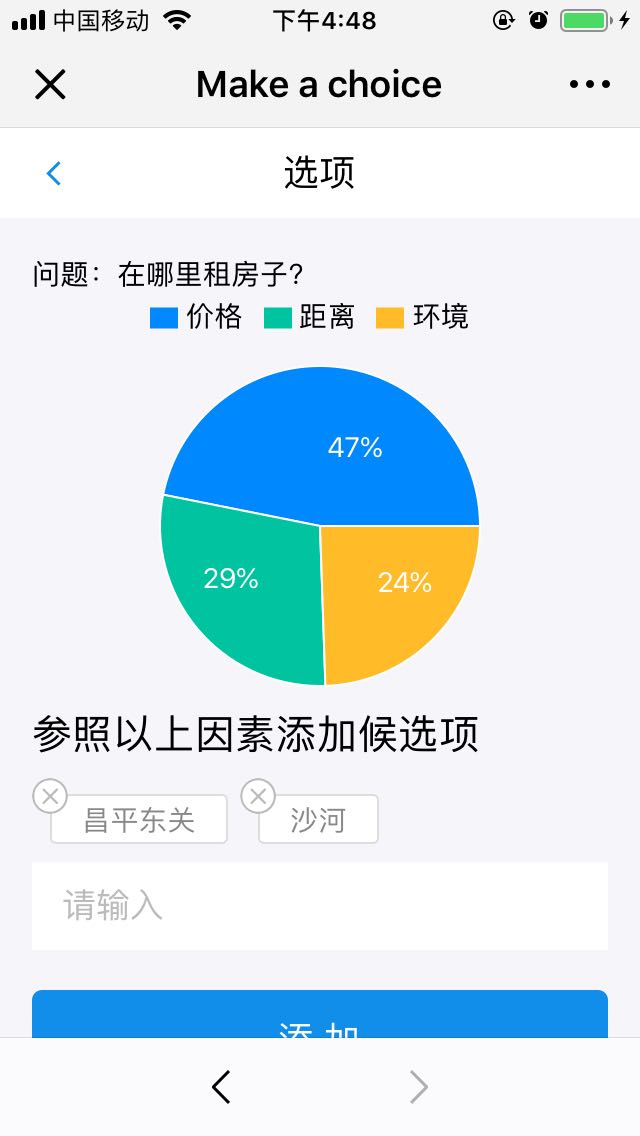 中国移动 下午4:48
Make a choice
选项
问题：在哪里租房子?
价格 距离 环境
47%
29%
24%
参照以上因素添加候选项
昌平东关 沙河
请输入
添 加